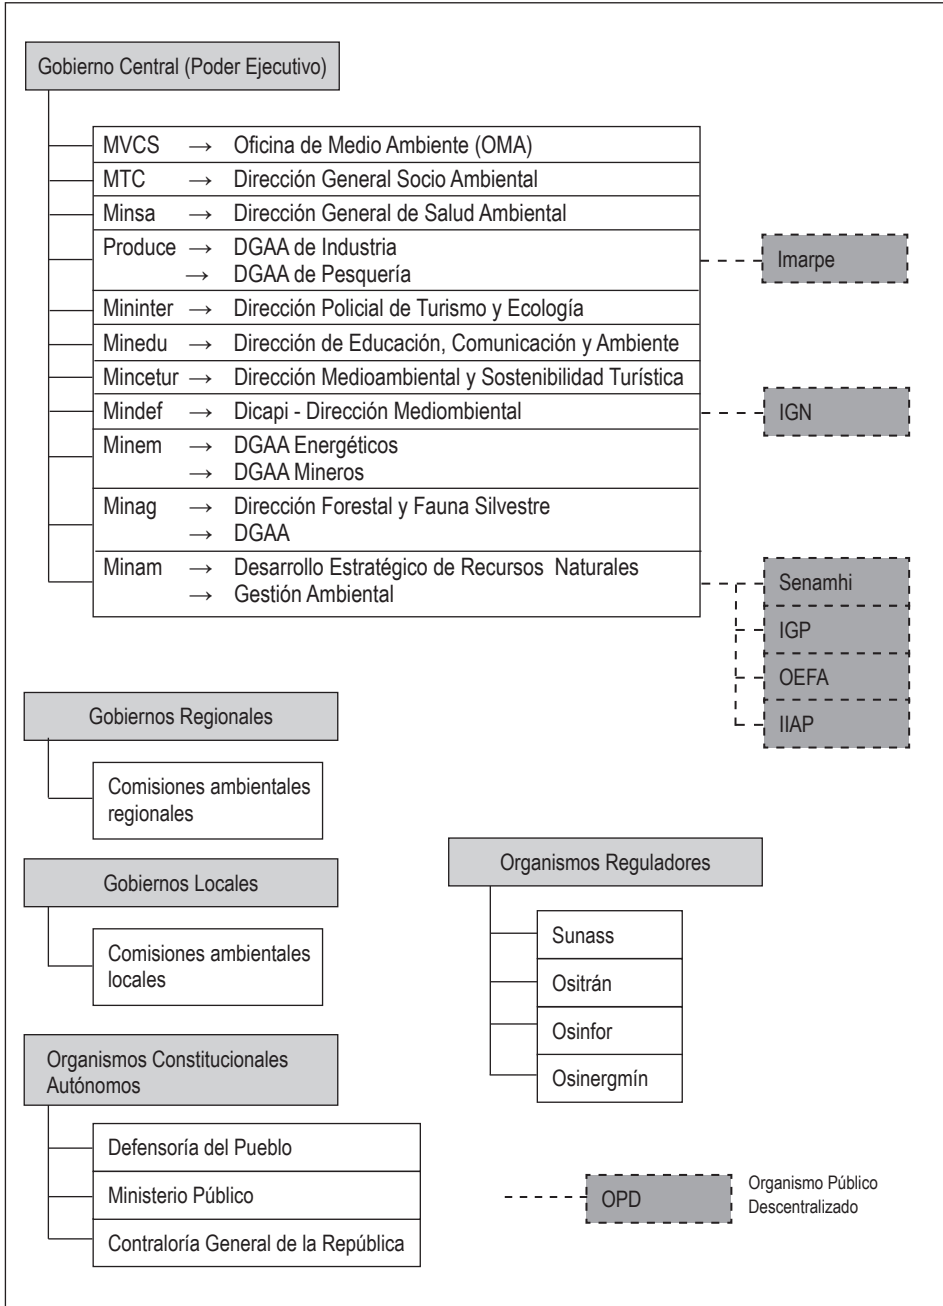 Gobierno Central (Poder Ejecutivo)
MVCS → Oficina de Medio Ambiente (OMA)
MTC → Dirección General Socio Ambiental
Minsa → Dirección General de Salud Ambiental
Produce → DGAA de Industria
→ DGAA de Pesquería
Imarpe
Mininter → Dirección Policial de Turismo y Ecología
Minedu → Dirección de Educación, Comunicación y Ambiente
Mincetur → Dirección Medioambiental y Sostenibilidad Turística
Mindef → Dicapi - Dirección Mediombiental
IGN
Minem → DGAA Energéticos
→ DGAA Mineros
Minag → Dirección Forestal y Fauna Silvestre
→ DGAA
Minam → Desarrollo Estratégico de Recursos Naturales
→ Gestión Ambiental
Senamhi
IGP
OEFA
IIAP
Gobiernos Regionales
Comisiones ambientales
regionales
Gobiernos Locales
Comisiones ambientales
locales
Organismos Reguladores
Sunass
Ositrán
Osinfor
Osinergmín
Organismos Constitucionales
Autónomos
Defensoría del Pueblo
Ministerio Público
Contraloría General de la República
OPD
Organismo Público
Descentralizado